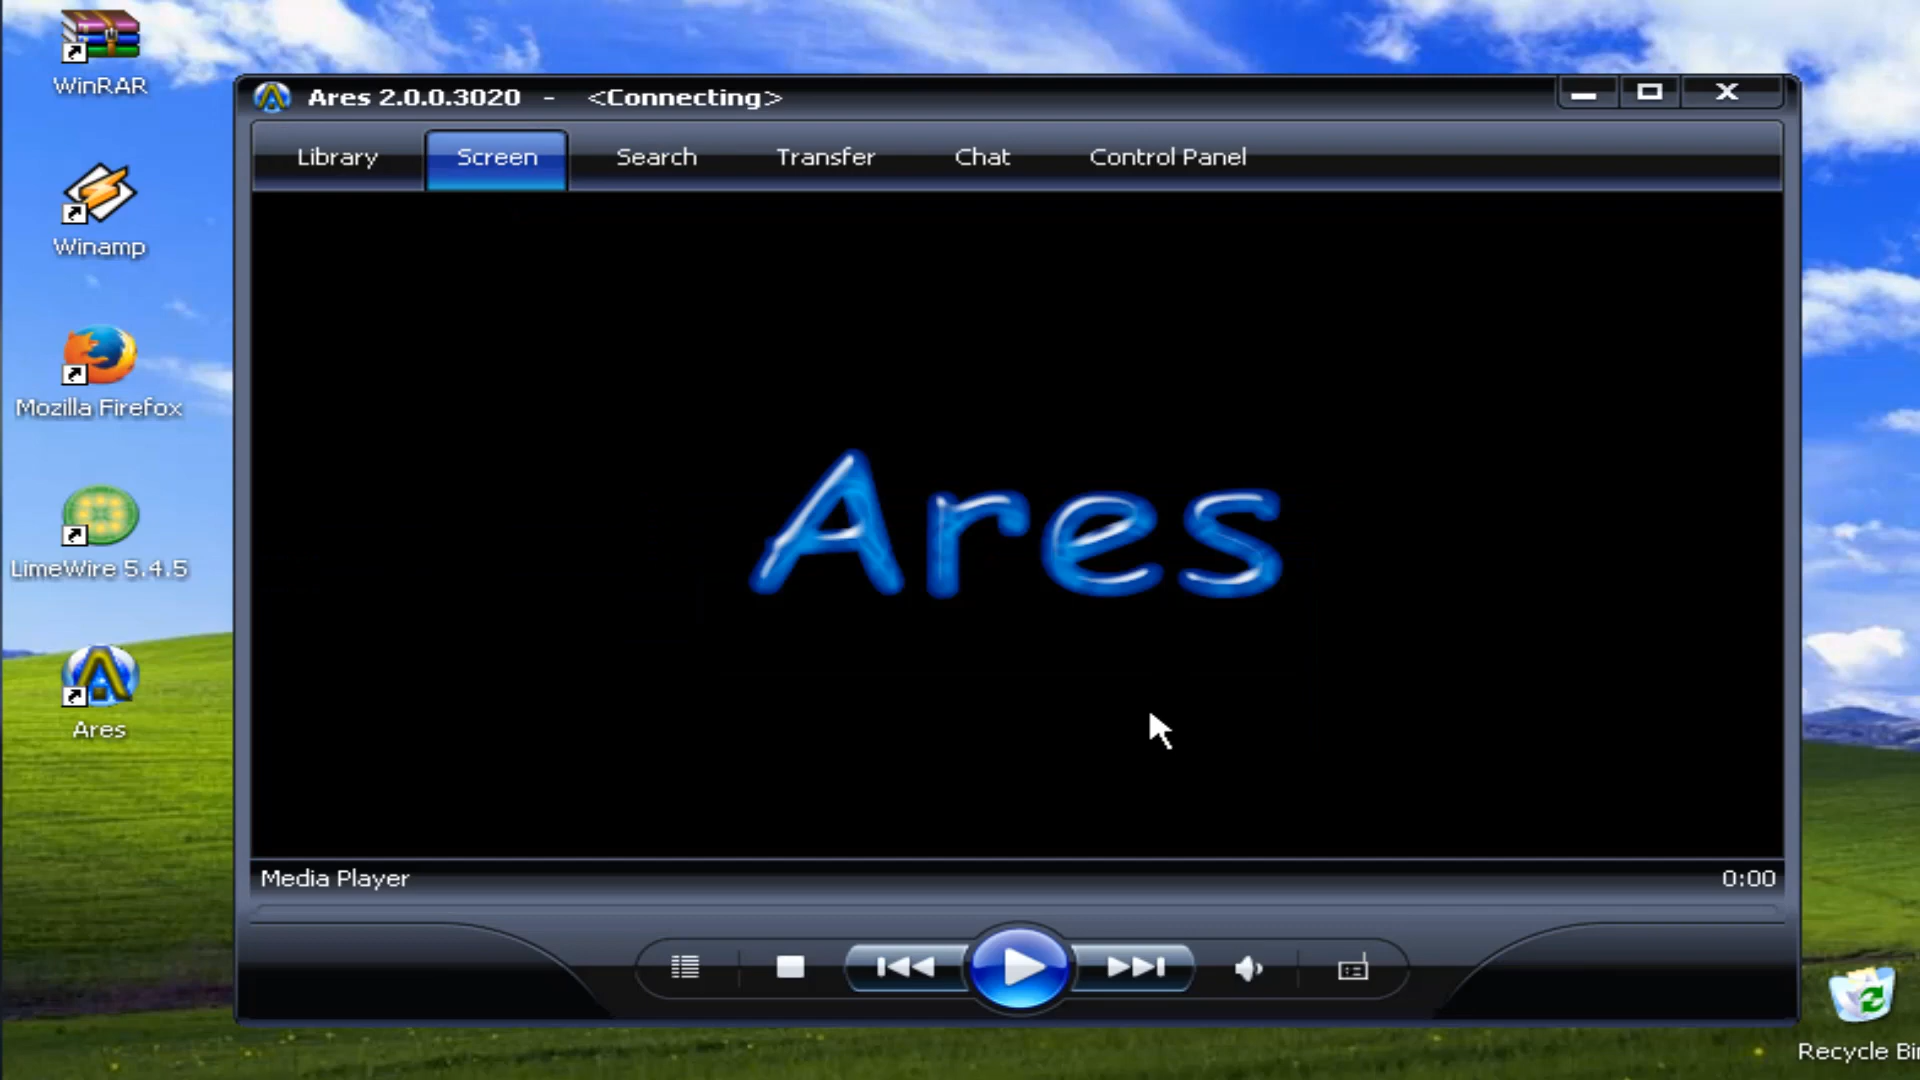 WinRAR
Winamp
Mozilla Firefox
LimeWire 5.4.5
Ares
Ares 2.0.0.3020 - <Connecting>
Library Screen Search Transfer Chat Control Panel
Ares
Media Player 0:00
Recycle Bin